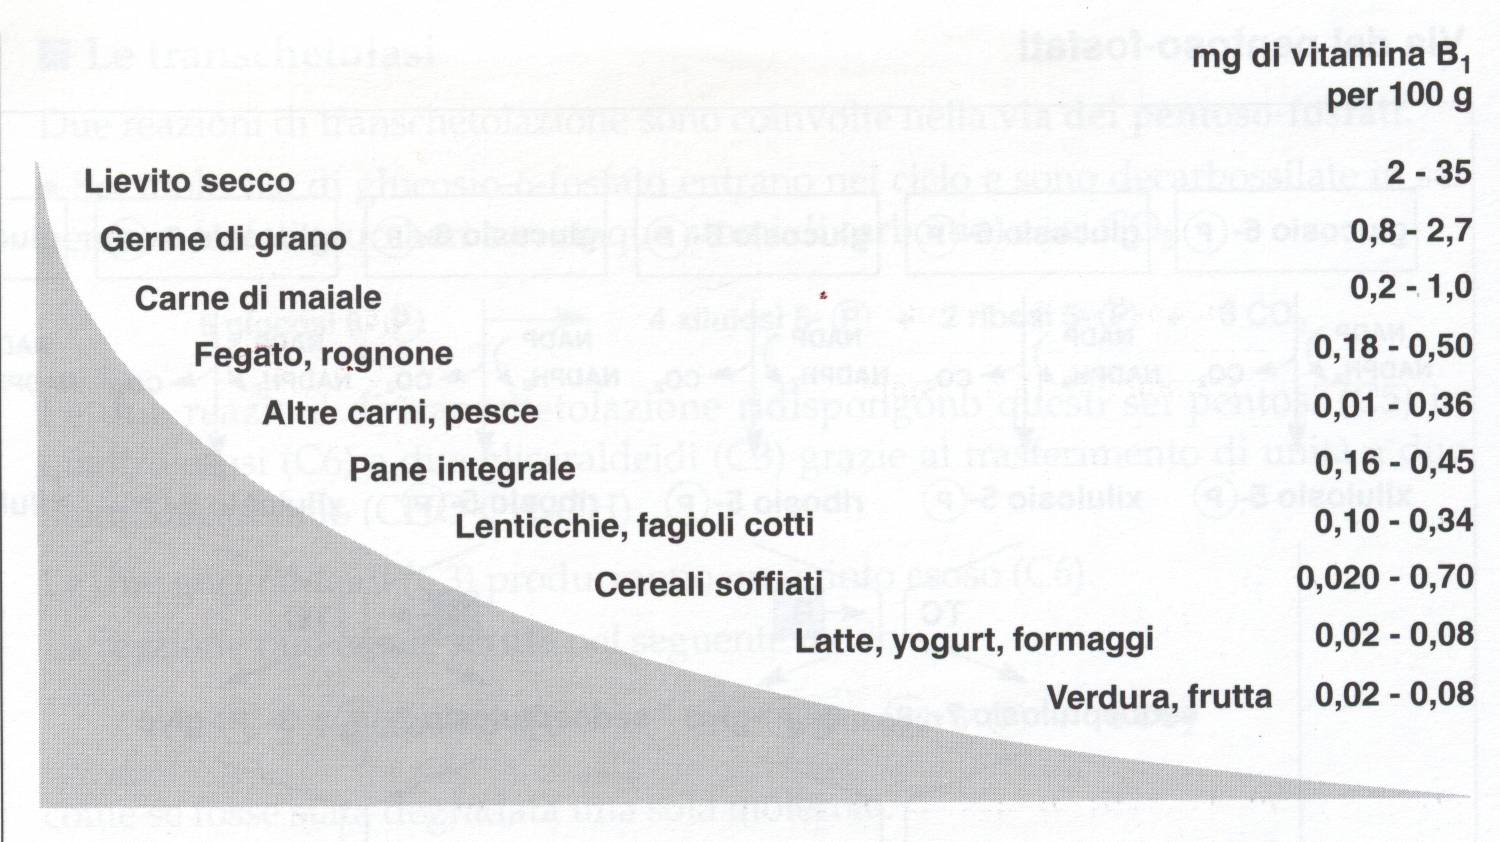 mg di vitamina B₁
per 100 g
Lievito secco 2 - 35
Germe di grano 0,8 - 2,7
Carne di maiale 0,2 - 1,0
Fegato, rognone 0,18 - 0,50
Altre carni, pesce 0,01 - 0,36
Pane integrale 0,16 - 0,45
Lenticchie, fagioli cotti 0,10 - 0,34
Cereali soffiati 0,020 - 0,70
Latte, yogurt, formaggi 0,02 - 0,08
Verdura, frutta 0,02 - 0,08